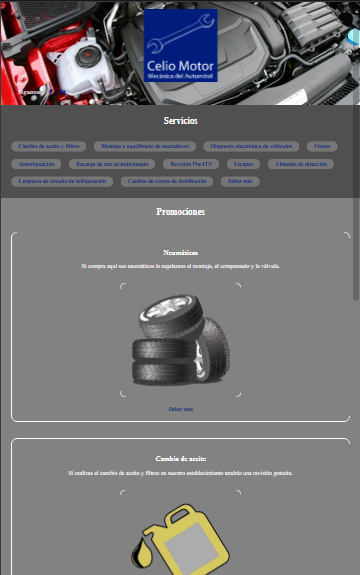 Celio Motor
Mecánica del Automóvil
Síguenos
Servicios
Cambio de aceite y filtros
Montaje y equilibrado de neumáticos
Diagnosis electrónica de vehículos
Frenos
Amortiguación
Recarga de aire acondicionado
Revisión Pre-ITV
Escapes
Alineado de dirección
Limpieza de circuito de refrigeración
Cambio de correa de distribución
Saber más
Promociones
Neumáticos
Si compra aquí sus neumáticos le regalamos el montaje, el compensado y la válvula.
Saber más
Cambio de aceite
Si realizas el cambio de aceite y filtros en nuestro establecimiento tendrás una revisión gratuita.